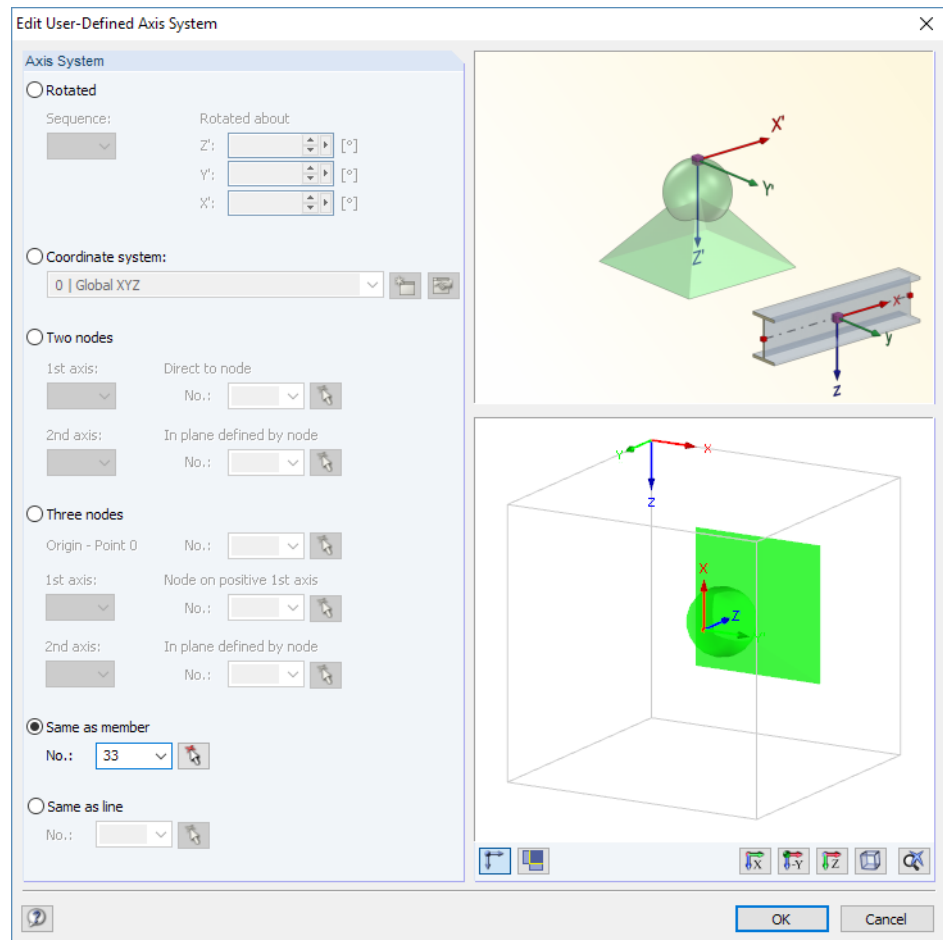 Edit User-Defined Axis System
Axis System
Rotated
Sequence:
Rotated about
Z': [°]
Y': [°]
X': [°]
Coordinate system:
0 | Global XYZ
Two nodes
1st axis:
Direct to node
No.:
2nd axis:
In plane defined by node
No.:
Three nodes
Origin - Point 0 No.:
1st axis:
Node on positive 1st axis
No.:
2nd axis:
In plane defined by node
No.:
Same as member
No.: 33
Same as line
No.:
X'
Y'
Z'
x
y
z
Y
X
Z
X
Z
X
-Y
Z
OK
Cancel